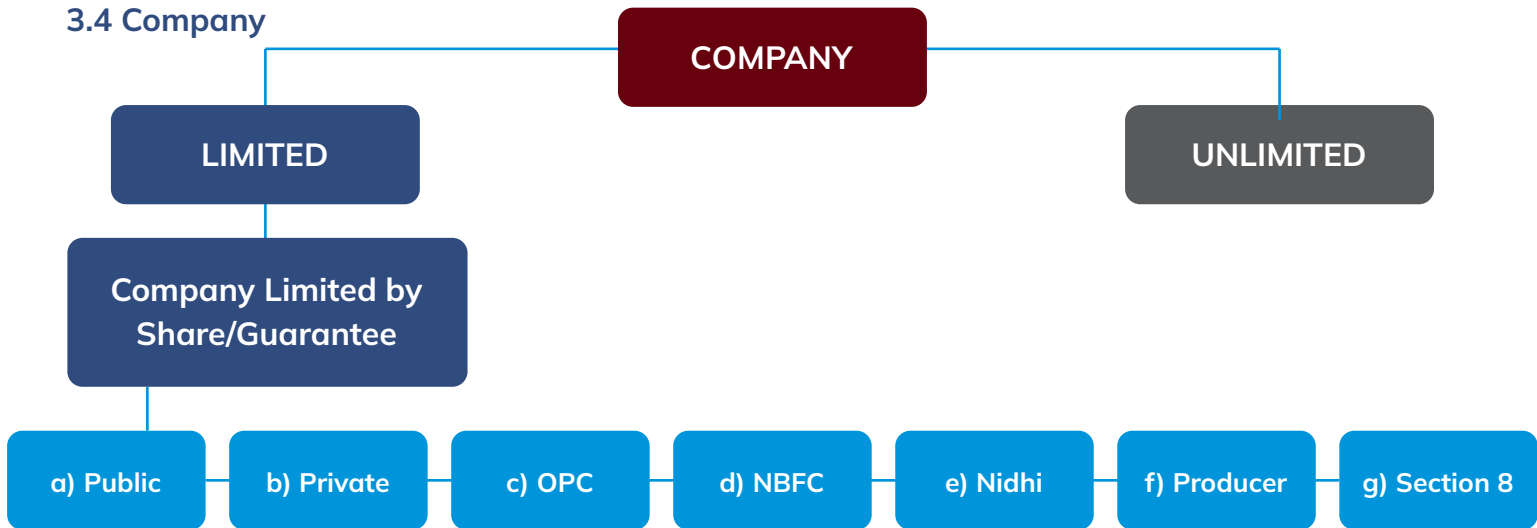 3.4 Company
COMPANY
LIMITED
UNLIMITED
Company Limited by
Share/Guarantee
a) Public
b) Private
c) OPC
d) NBFC
e) Nidhi
f) Producer
g) Section 8